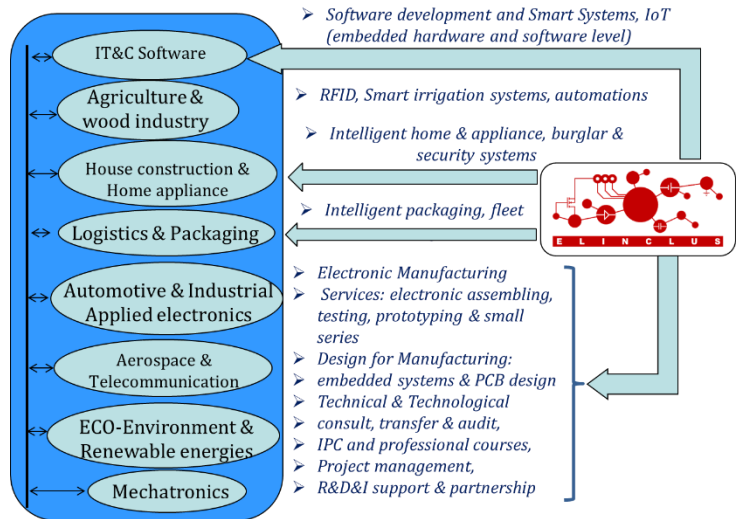 ➢ Software development and Smart Systems, IoT
(embedded hardware and software level)
IT&C Software
Agriculture &
wood industry
➢ RFID, Smart irrigation systems, automations
➢ Intelligent home & appliance, burglar &
security systems
House construction &
Home appliance
➢ Intelligent packaging, fleet
Logistics & Packaging
E L I N C L U S
Automotive & Industrial
Applied electronics
Aerospace &
Telecommunication
ECO-Environment &
Renewable energies
Mechatronics
➢ Electronic Manufacturing
➢ Services: electronic assembling,
testing, prototyping & small
series
➢ Design for Manufacturing:
➢ embedded systems & PCB design
➢ Technical & Technological
➢ consult, transfer & audit,
➢ IPC and professional courses,
➢ Project management,
➢ R&D&I support & partnership